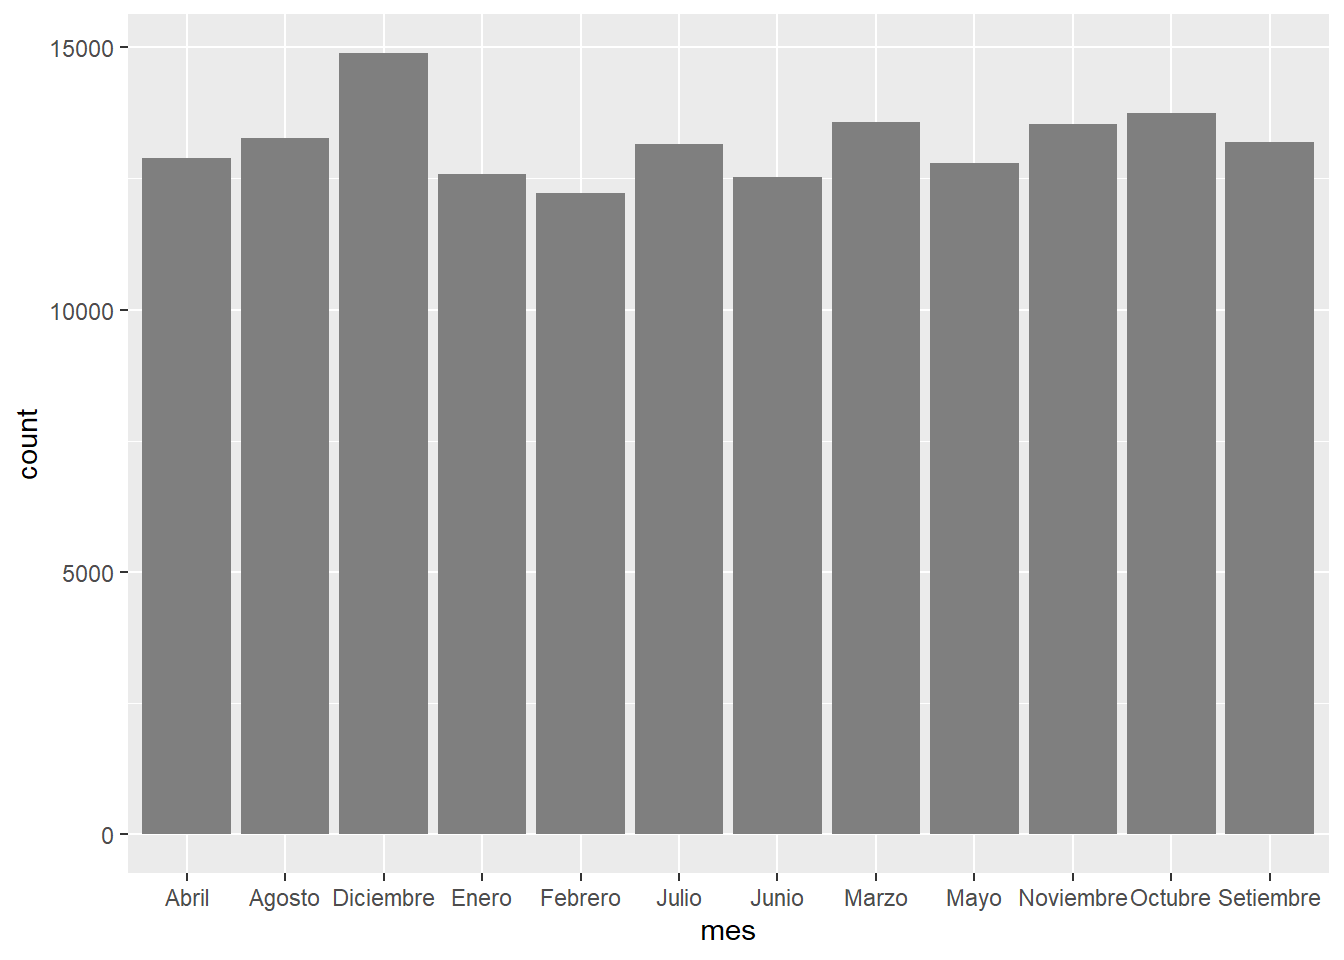 15000
10000
5000
0
count
Abril Agosto Diciembre Enero Febrero Julio Junio Marzo Mayo Noviembre Octubre Setiembre
mes